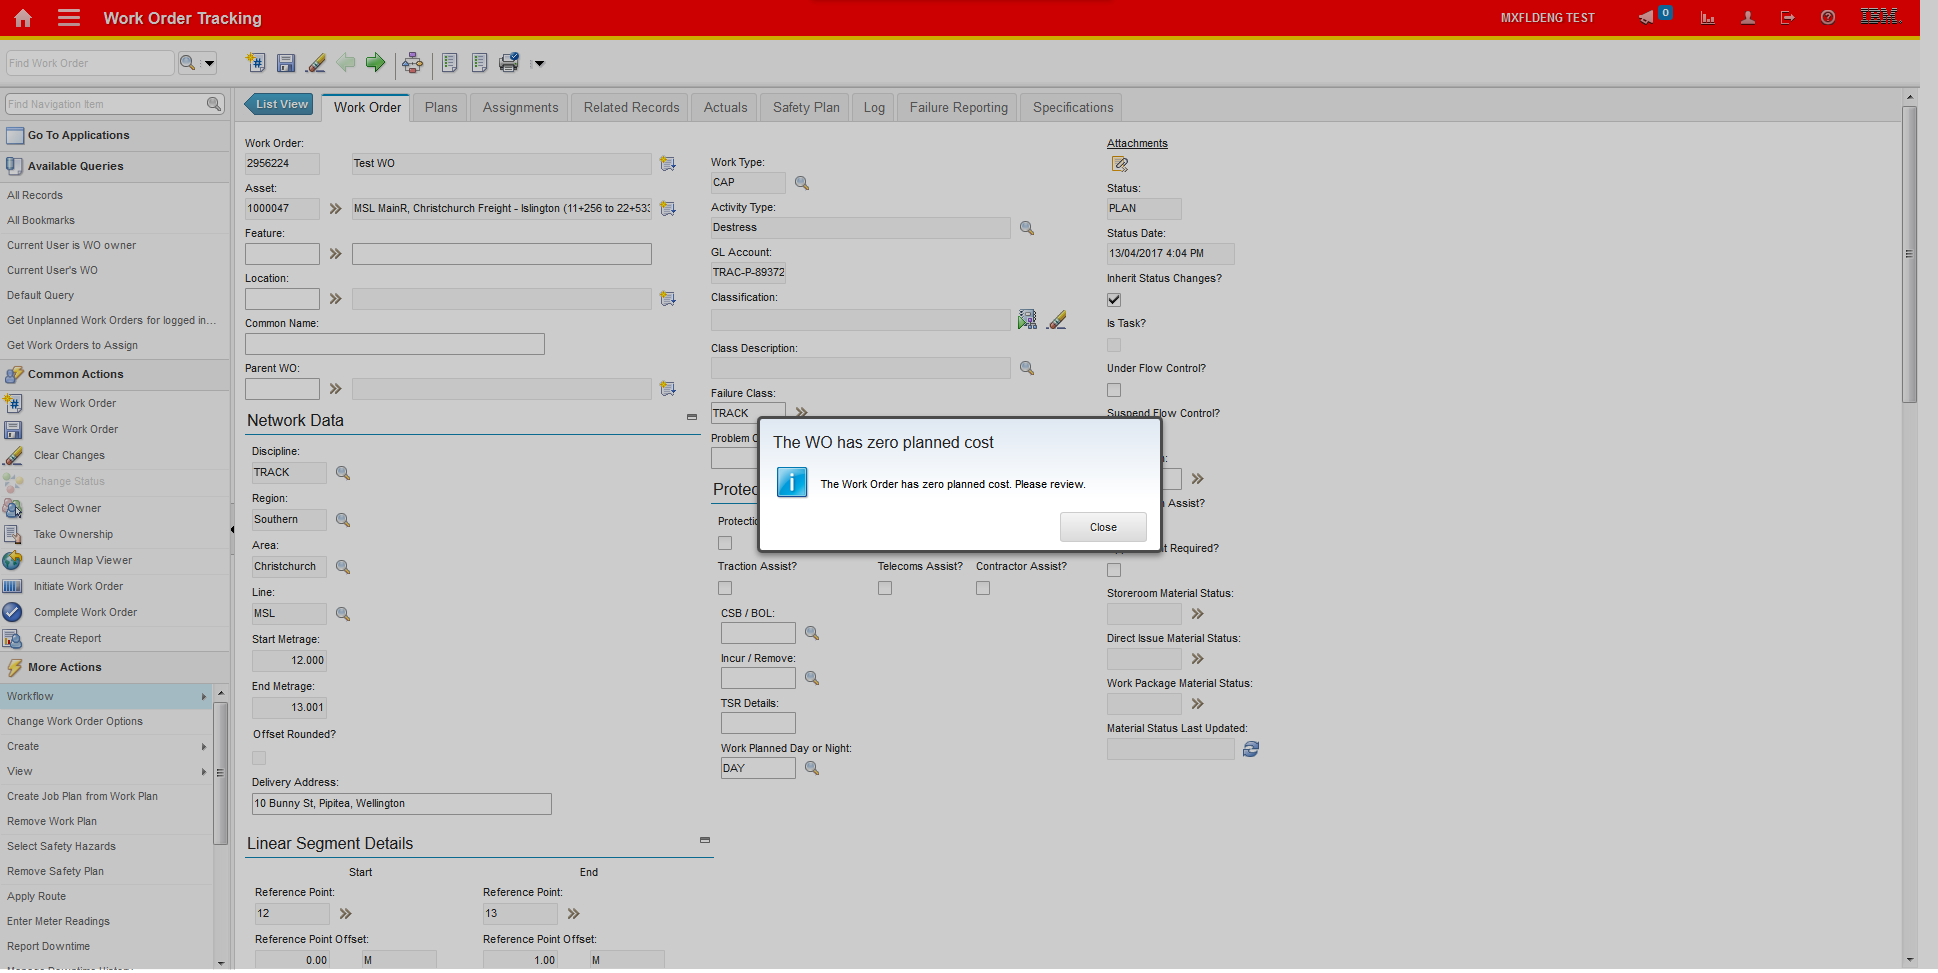 Work Order Tracking
MXFLDENG TEST
0
IBM.
Find Work Order
Find Navigation Item
Go To Applications
Available Queries
All Records
All Bookmarks
Current User is WO owner
Current User's WO
Default Query
Get Unplanned Work Orders for logged in...
Get Work Orders to Assign
Common Actions
New Work Order
Save Work Order
Clear Changes
Change Status
Select Owner
Take Ownership
Launch Map Viewer
Initiate Work Order
Complete Work Order
Create Report
More Actions
Workflow
Change Work Order Options
Create
View
Create Job Plan from Work Plan
Remove Work Plan
Select Safety Hazards
Remove Safety Plan
Apply Route
Enter Meter Readings
Report Downtime
List View
Work Order
Plans
Assignments
Related Records
Actuals
Safety Plan
Log
Failure Reporting
Specifications
Work Order:
2956224
Test WO
Asset:
1000047
MSL MainR, Christchurch Freight - Islington (11+256 to 22+533
Feature:
Location:
Common Name:
Parent WO:
Network Data
Discipline:
TRACK
Region:
Southern
Area:
Christchurch
Line:
MSL
Start Metrage:
12.000
End Metrage:
13.001
Offset Rounded?
Delivery Address:
10 Bunny St, Pipitea, Wellington
Linear Segment Details
Start
End
Reference Point:
12
Reference Point:
13
Reference Point Offset:
0.00
M
Reference Point Offset:
1.00
M
Work Type:
CAP
Activity Type:
Destress
GL Account:
TRAC-P-89372
Classification:
Class Description:
Failure Class:
TRACK
Problem C
Protec
Protectio
Traction Assist?
Telecoms Assist?
Contractor Assist?
CSB / BOL:
Incur / Remove:
TSR Details:
Work Planned Day or Night:
DAY
The WO has zero planned cost
The Work Order has zero planned cost. Please review.
Close
Attachments
Status:
PLAN
Status Date:
13/04/2017 4:04 PM
Inherit Status Changes?
Is Task?
Under Flow Control?
Suspend Flow Control?
Assist?
t Required?
Storeroom Material Status:
Direct Issue Material Status:
Work Package Material Status:
Material Status Last Updated: